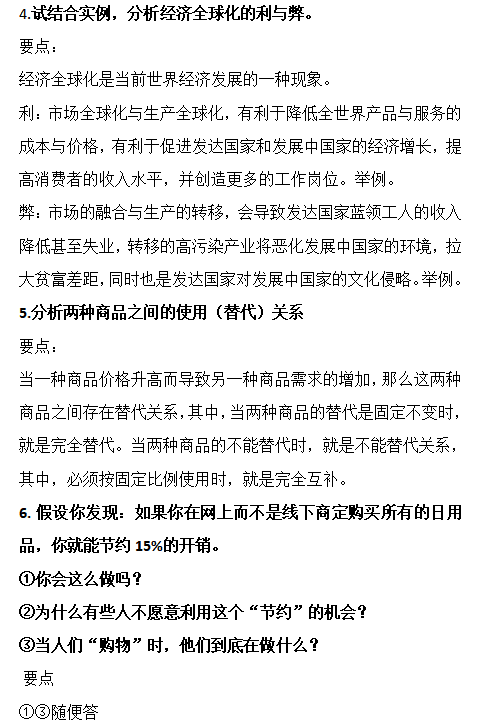 4.试结合实例，分析经济全球化的利与弊。
要点：
经济全球化是当前世界经济发展的一种现象。
利：市场全球化与生产全球化，有利于降低全世界产品与服务的
成本与价格，有利于促进发达国家和发展中国家的经济增长，提
高消费者的收入水平，并创造更多的工作岗位。举例。
弊：市场的融合与生产的转移，会导致发达国家蓝领工人的收入
降低甚至失业，转移的高污染产业将恶化发展中国家的环境，拉
大贫富差距，同时也是发达国家对发展中国家的文化侵略。举例。
5.分析两种商品之间的使用（替代）关系
要点：
当一种商品价格升高而导致另一种商品需求的增加，那么这两种
商品之间存在替代关系，其中，当两种商品的替代是固定不变时，
就是完全替代。当两种商品的不能替代时，就是不能替代关系，
其中，必须按固定比例使用时，就是完全互补。
6. 假设你发现：如果你在网上而不是线下商定购买所有的日用
品，你就能节约 15%的开销。
①你会这么做吗？
②为什么有些人不愿意利用这个“节约”的机会？
③当人们“购物”时，他们到底在做什么？
要点
①③随便答